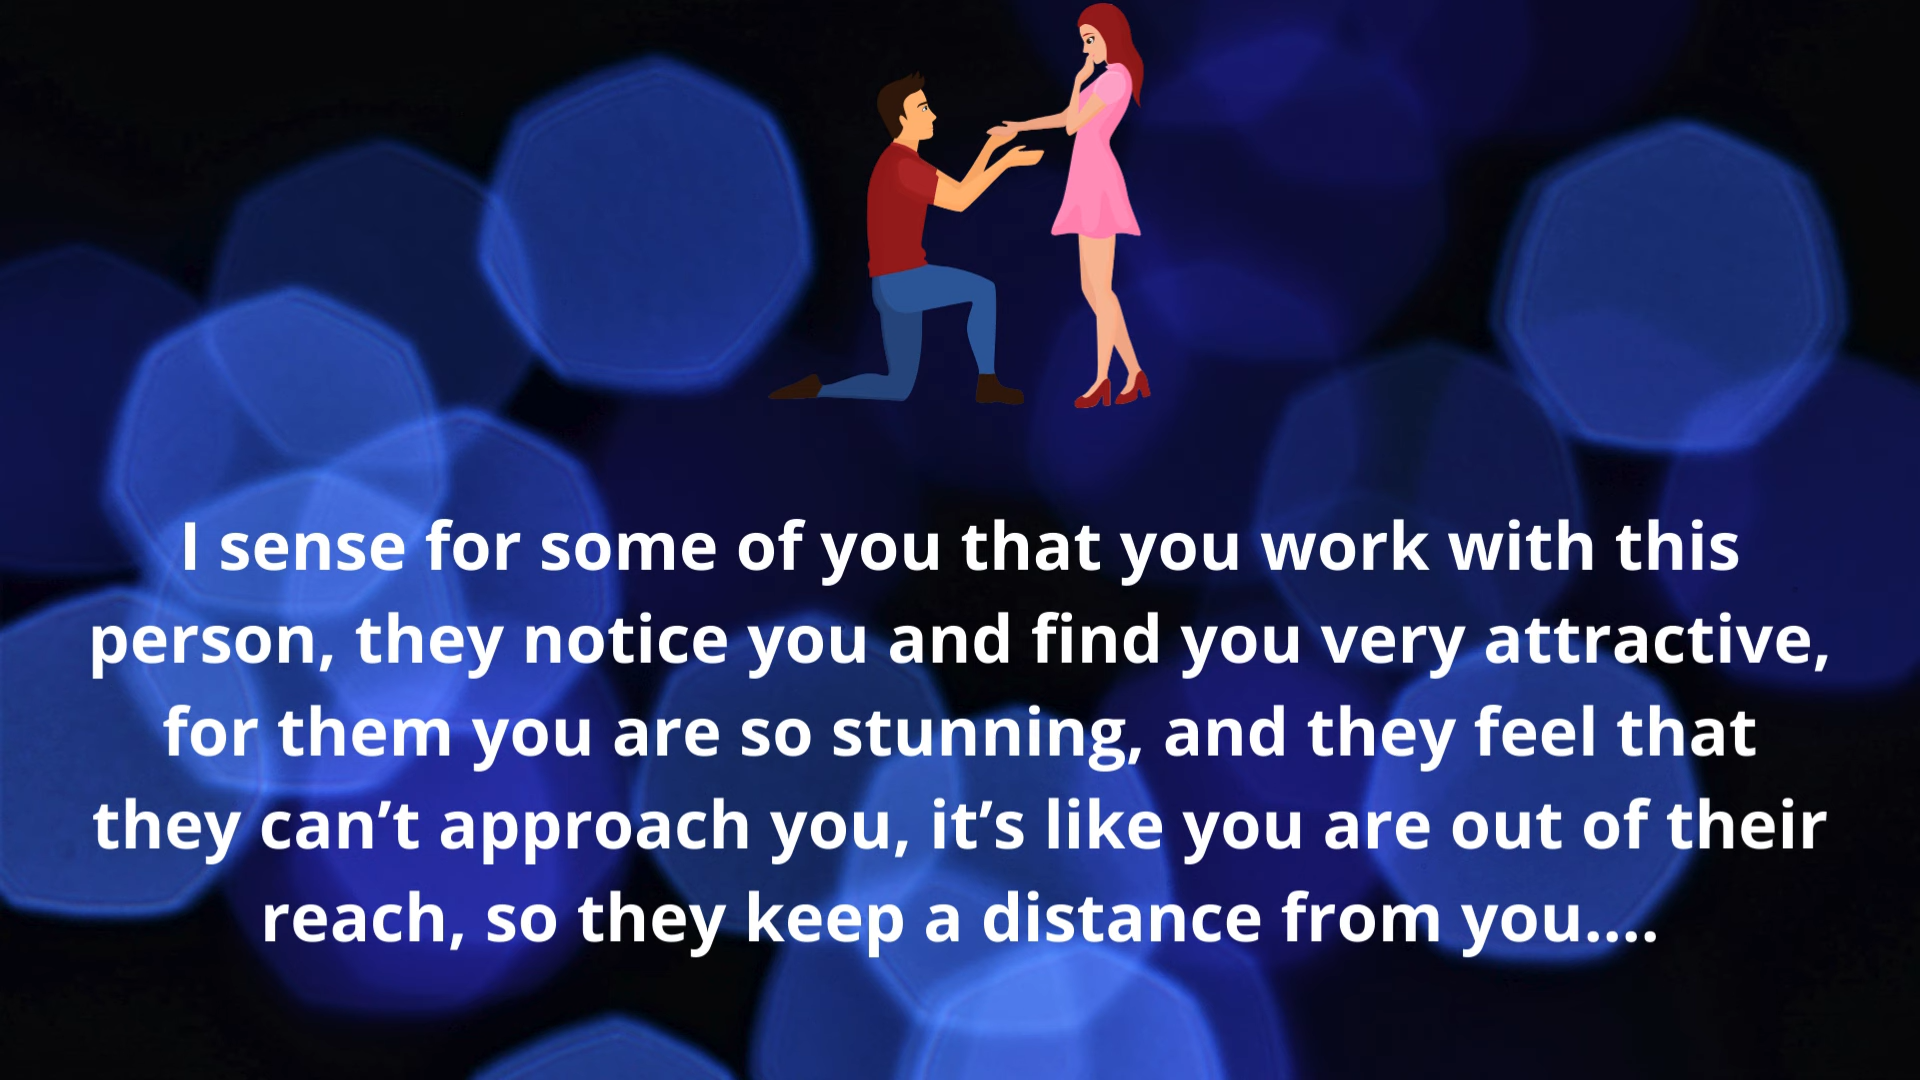 I sense for some of you that you work with this
person, they notice you and find you very attractive,
for them you are so stunning, and they feel that
they can’t approach you, it’s like you are out of their
reach, so they keep a distance from you....